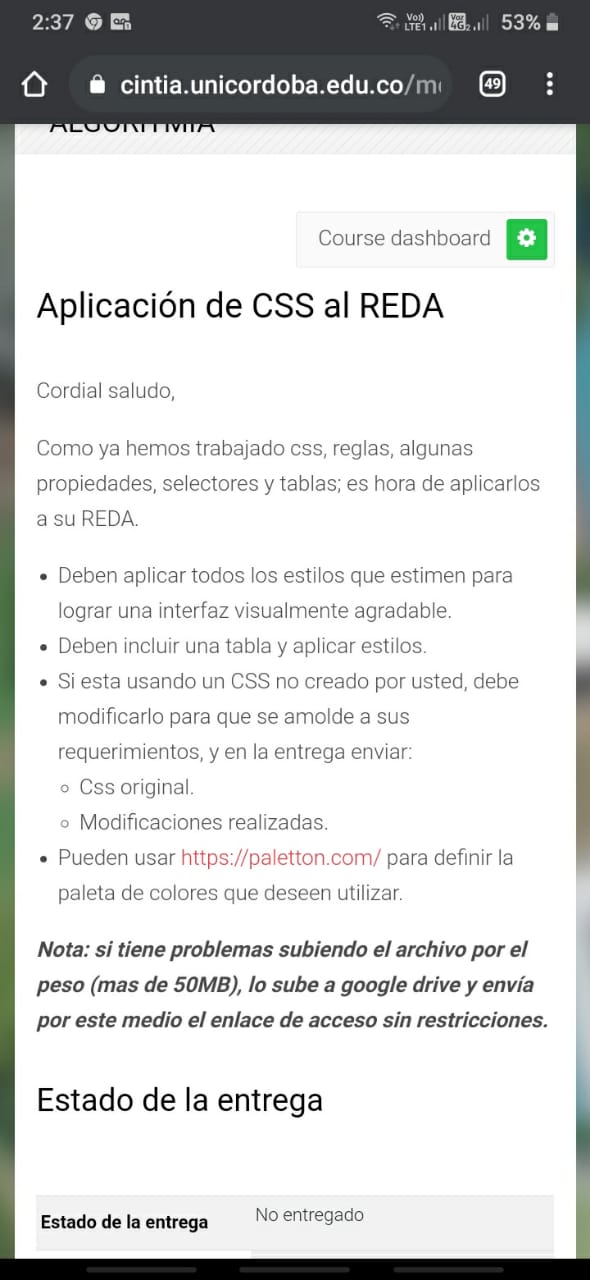 2:37
Vo)) LTE1
Vo) 4G 2
53%
cintia.unicordoba.edu.co/m
49
ALGORITMIA
Course dashboard
Aplicación de CSS al REDA
Cordial saludo,
Como ya hemos trabajado css, reglas, algunas
propiedades, selectores y tablas; es hora de aplicarlos
a su REDA.
Deben aplicar todos los estilos que estimen para
lograr una interfaz visualmente agradable.
Deben incluir una tabla y aplicar estilos.
Si esta usando un CSS no creado por usted, debe
modificarlo para que se amolde a sus
requerimientos, y en la entrega enviar:
Css original.
Modificaciones realizadas.
Pueden usar https://paletton.com/ para definir la
paleta de colores que deseen utilizar.
Nota: si tiene problemas subiendo el archivo por el
peso (mas de 50MB), lo sube a google drive y envía
por este medio el enlace de acceso sin restricciones.
Estado de la entrega
Estado de la entrega No entregado